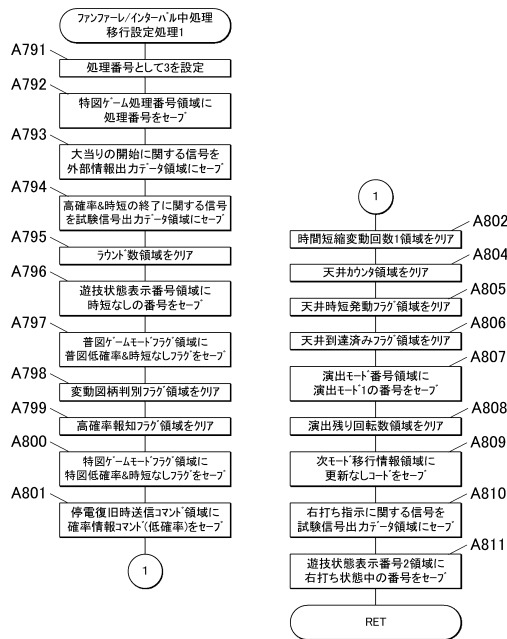 ファンファーレ/インターバル中処理
移行設定処理1
A791
処理番号として3を設定
A792
特図ゲーム処理番号領域に
処理番号をセーブ
A793
大当りの開始に関する信号を
外部情報出力データ領域にセーブ
A794
高確率&時短の終了に関する信号
を試験信号出力データ領域にセーブ
A795
ラウンド数領域をクリア
A796
遊技状態表示番号領域に
時短なしの番号をセーブ
A797
普図ゲームモードフラグ領域に
普図低確率&時短なしフラグをセーブ
A798
変動図柄判別フラグ領域をクリア
A799
高確率報知フラグ領域をクリア
A800
特図ゲームモードフラグ領域に
特図低確率&時短なしフラグをセーブ
A801
停電復旧時送信コマンド領域に
確率情報コマンド(低確率)をセーブ
1
1
A802
時間短縮変動回数1領域をクリア
A804
天井カウンタ領域をクリア
A805
天井時短発動フラグ領域をクリア
A806
天井到達済みフラグ領域をクリア
A807
演出モード番号領域に
演出モード1の番号をセーブ
A808
演出残り回転数領域をクリア
A809
次モード移行情報領域に
更新なしコードをセーブ
A810
右打ち指示に関する信号を
試験信号出力データ領域にセーブ
A811
遊技状態表示番号2領域に
右打ち状態中の番号をセーブ
RET